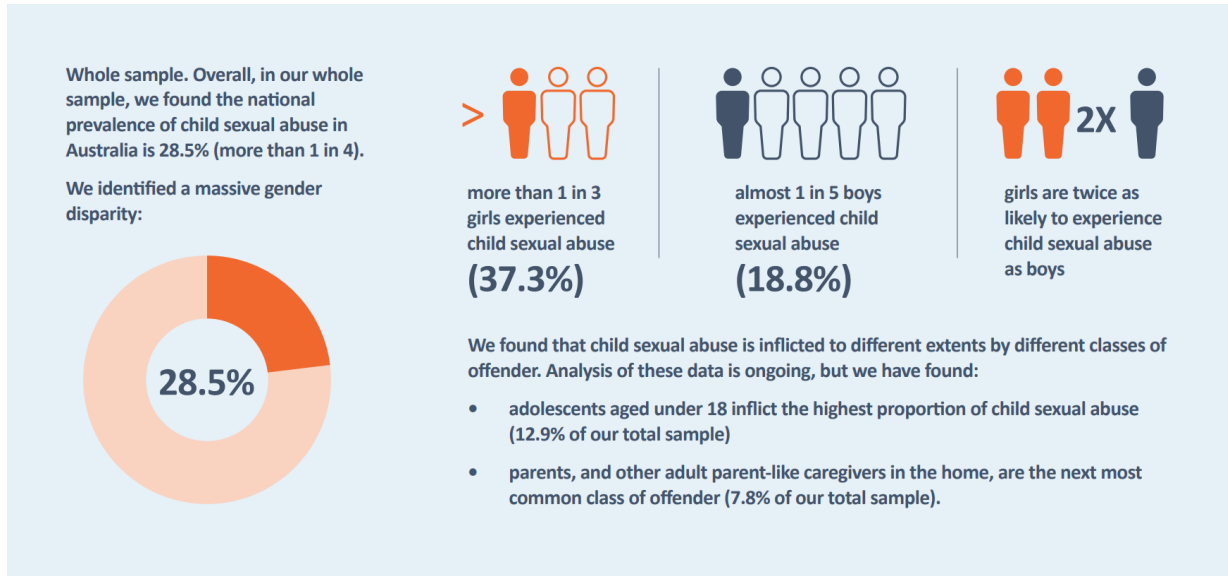 Whole sample. Overall, in our whole
sample, we found the national
prevalence of child sexual abuse in
Australia is 28.5% (more than 1 in 4).
We identified a massive gender
disparity:
28.5%
>
more than 1 in 3
girls experienced
child sexual abuse
(37.3%)
almost 1 in 5 boys
experienced child
sexual abuse
(18.8%)
2X
girls are twice as
likely to experience
child sexual abuse
as boys
We found that child sexual abuse is inflicted to different extents by different classes of
offender. Analysis of these data is ongoing, but we have found:
• adolescents aged under 18 inflict the highest proportion of child sexual abuse
(12.9% of our total sample)
• parents, and other adult parent-like caregivers in the home, are the next most
common class of offender (7.8% of our total sample).